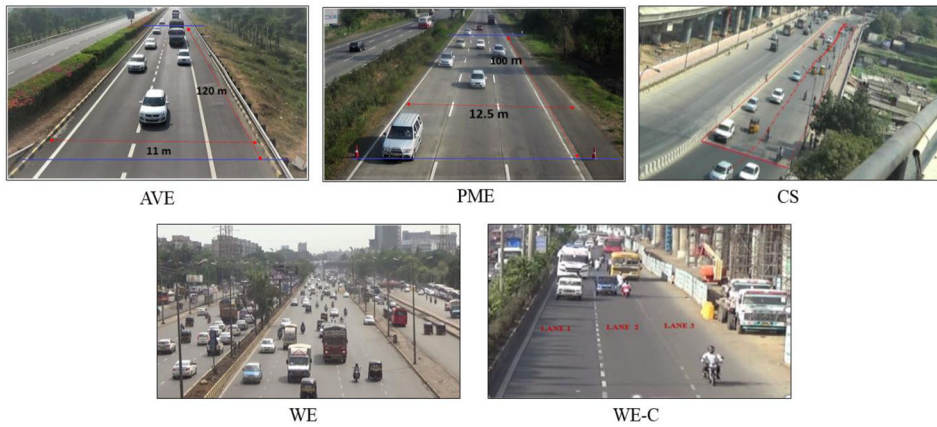 120 m
11 m
AVE
100 m
12.5 m
PME
CS
WE
LANE 1 LANE 2 LANE 3
WE-C